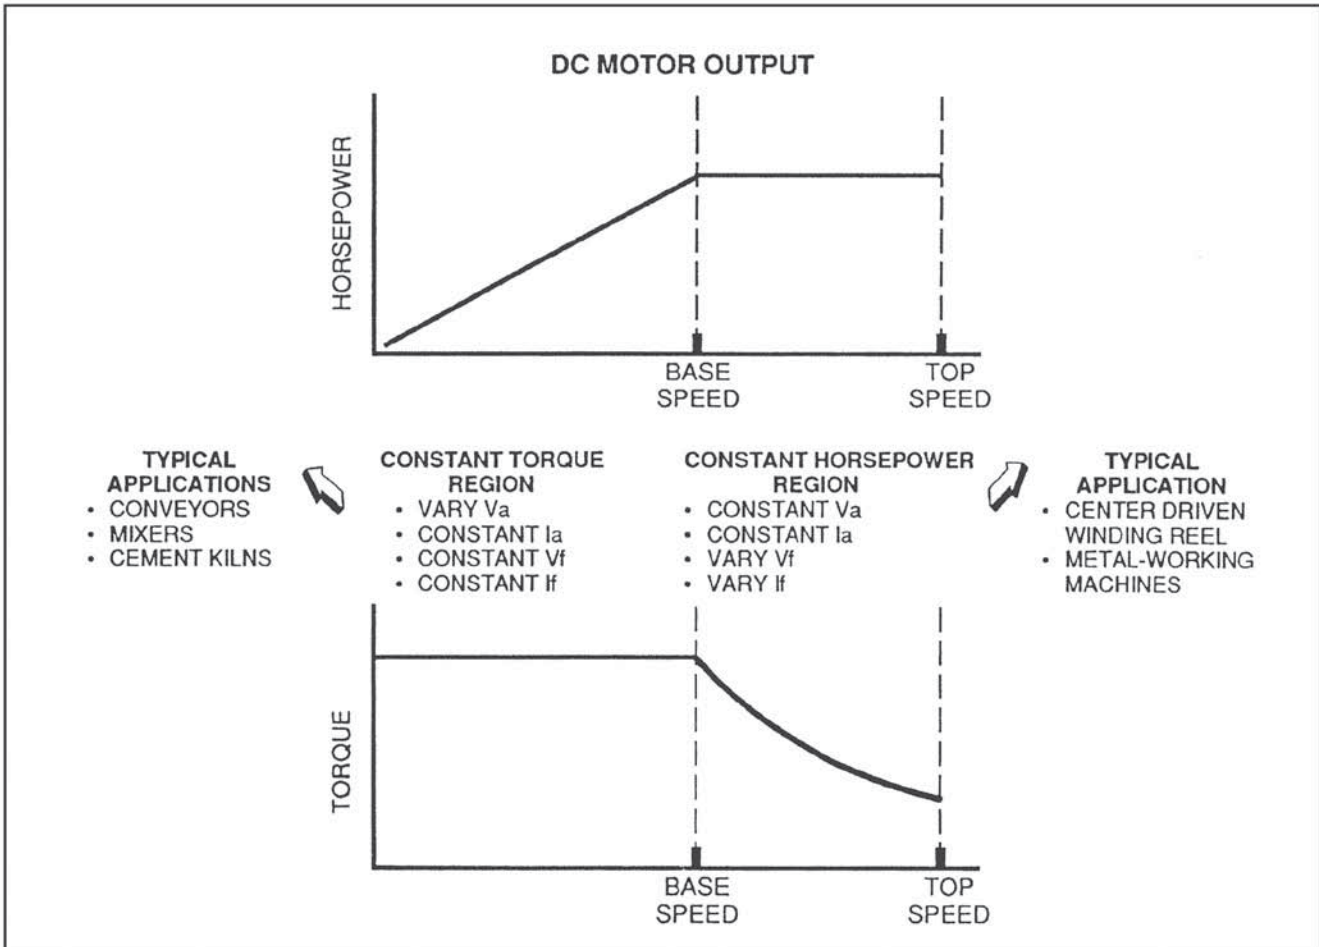 DC MOTOR OUTPUT
HORSEPOWER
BASE
SPEED
TOP
SPEED
TYPICAL
APPLICATIONS
• CONVEYORS
• MIXERS
• CEMENT KILNS
CONSTANT TORQUE
REGION
• VARY Va
• CONSTANT Ia
• CONSTANT Vf
• CONSTANT If
CONSTANT HORSEPOWER
REGION
• CONSTANT Va
• CONSTANT Ia
• VARY Vf
• VARY If
TYPICAL
APPLICATION
• CENTER DRIVEN
WINDING REEL
• METAL-WORKING
MACHINES
TORQUE
BASE
SPEED
TOP
SPEED